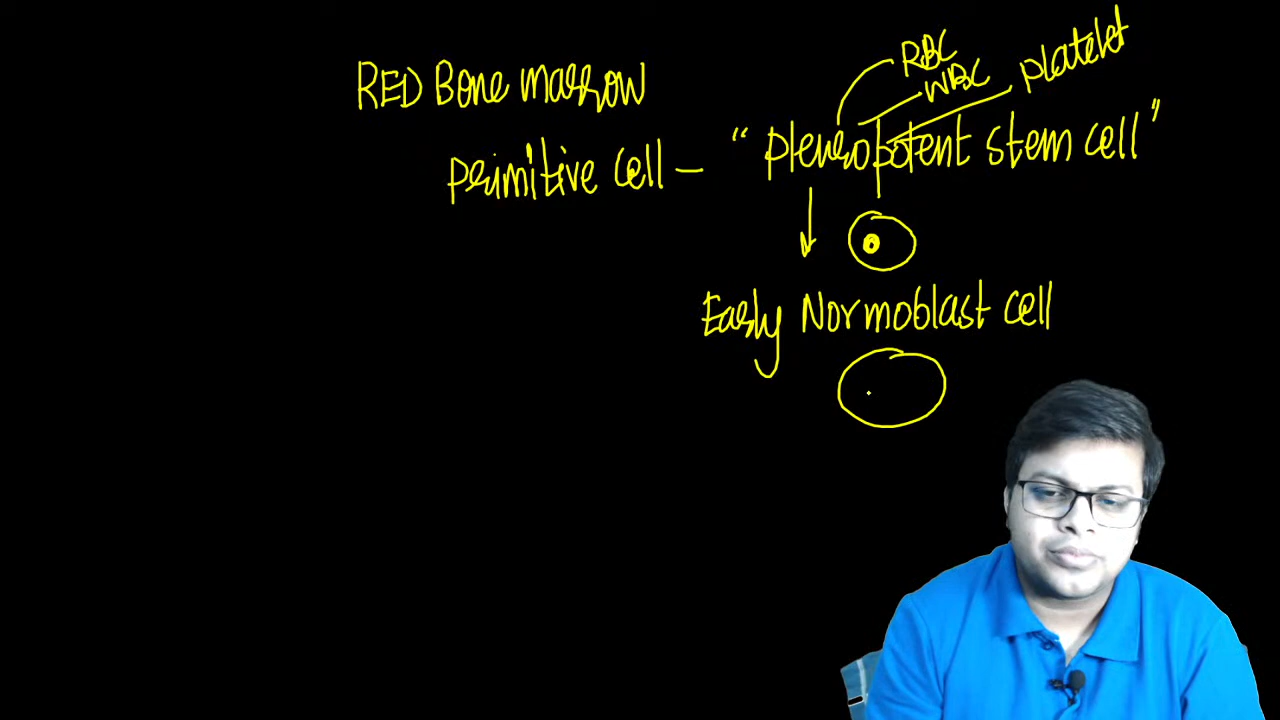 RBC
WBC
Platelet
RED Bone marrow
Primitive cell - " Pleuropotent stem cell "
Early Normoblast cell